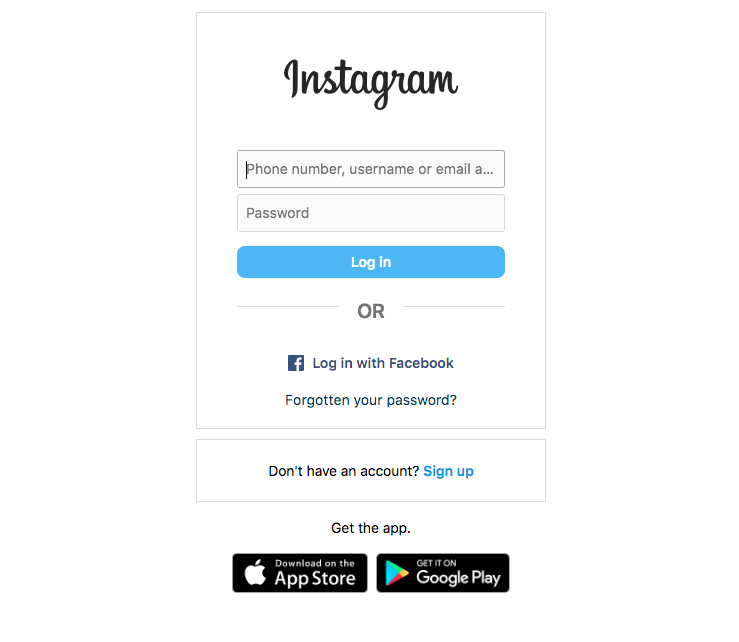 Instagram
Phone number, username or email a...
Password
Log in
OR
Log in with Facebook
Forgotten your password?
Don't have an account? Sign up
Get the app.
Download on the
App Store
GET IT ON
Google Play